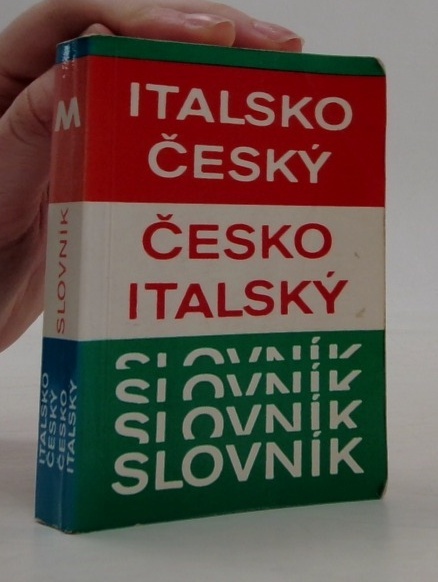 ITALSKO
ČESKÝ
ČESKO
ITALSKÝ
SLOVNÍK
SLOVNÍK
SLOVNÍK
SLOVNÍK
M
SLOVNÍK
ITALSKO
ČESKÝ
ČESKO
ITALSKÝ